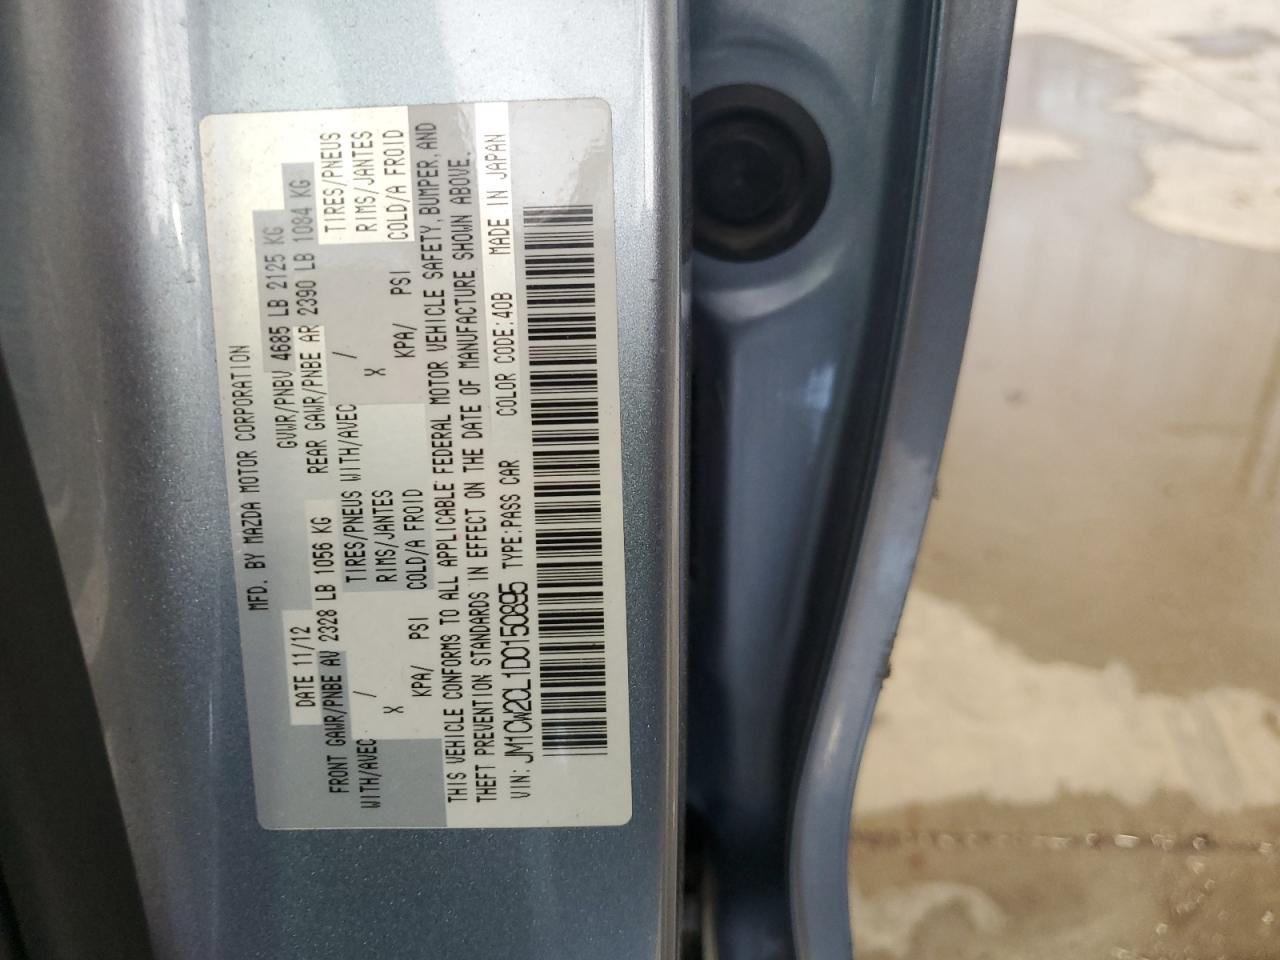 MFD. BY MAZDA MOTOR CORPORATION
DATE 11/12 GVWR/PNBV 4685 LB 2125 KG
FRONT GAWR/PNBE AV 2328 LB 1056 KG REAR GAWR/PNBE AR 2390 LB 1084 KG
WITH/AVEC / TIRES/PNEUS WITH/AVEC / TIRES/PNEUS
X RIMS/JANTES X RIMS/JANTES
KPA/ PSI COLD/A FROID KPA/ PSI COLD/A FROID
THIS VEHICLE CONFORMS TO ALL APPLICABLE FEDERAL MOTOR VEHICLE SAFETY, BUMPER, AND
THEFT PREVENTION STANDARDS IN EFFECT ON THE DATE OF MANUFACTURE SHOWN ABOVE.
VIN: JM1CW2CL1D0150895 TYPE:PASS CAR COLOR CODE:40B MADE IN JAPAN